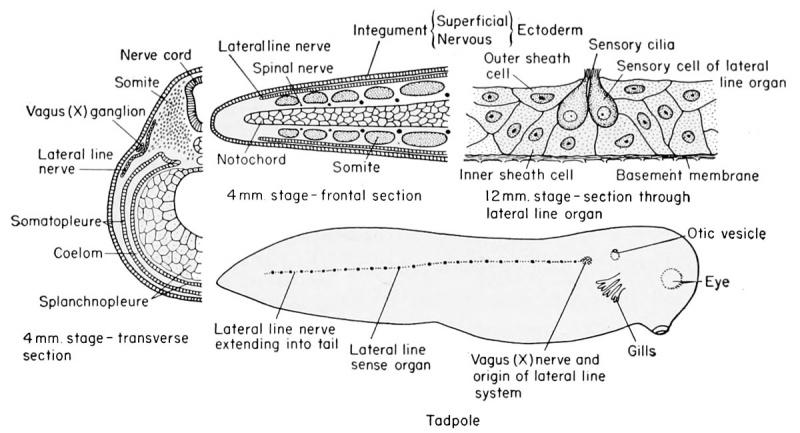 Nerve cord
Somite
Vagus (X) ganglion
Lateral line
nerve
Somatopleure
Coelom
Splanchnopleure
4 mm. stage – transverse
section
Lateral line nerve
Spinal nerve
Integument { Superficial
Nervous } Ectoderm
Notochord
Somite
4 mm. stage – frontal section
Outer sheath
cell
Sensory cilia
Sensory cell of lateral
line organ
Inner sheath cell
Basement membrane
12 mm. stage – section through
lateral line organ
Otic vesicle
Eye
Gills
Vagus (X) nerve and
origin of lateral line
system
Lateral line
sense organ
Lateral line nerve
extending into tail
Tadpole